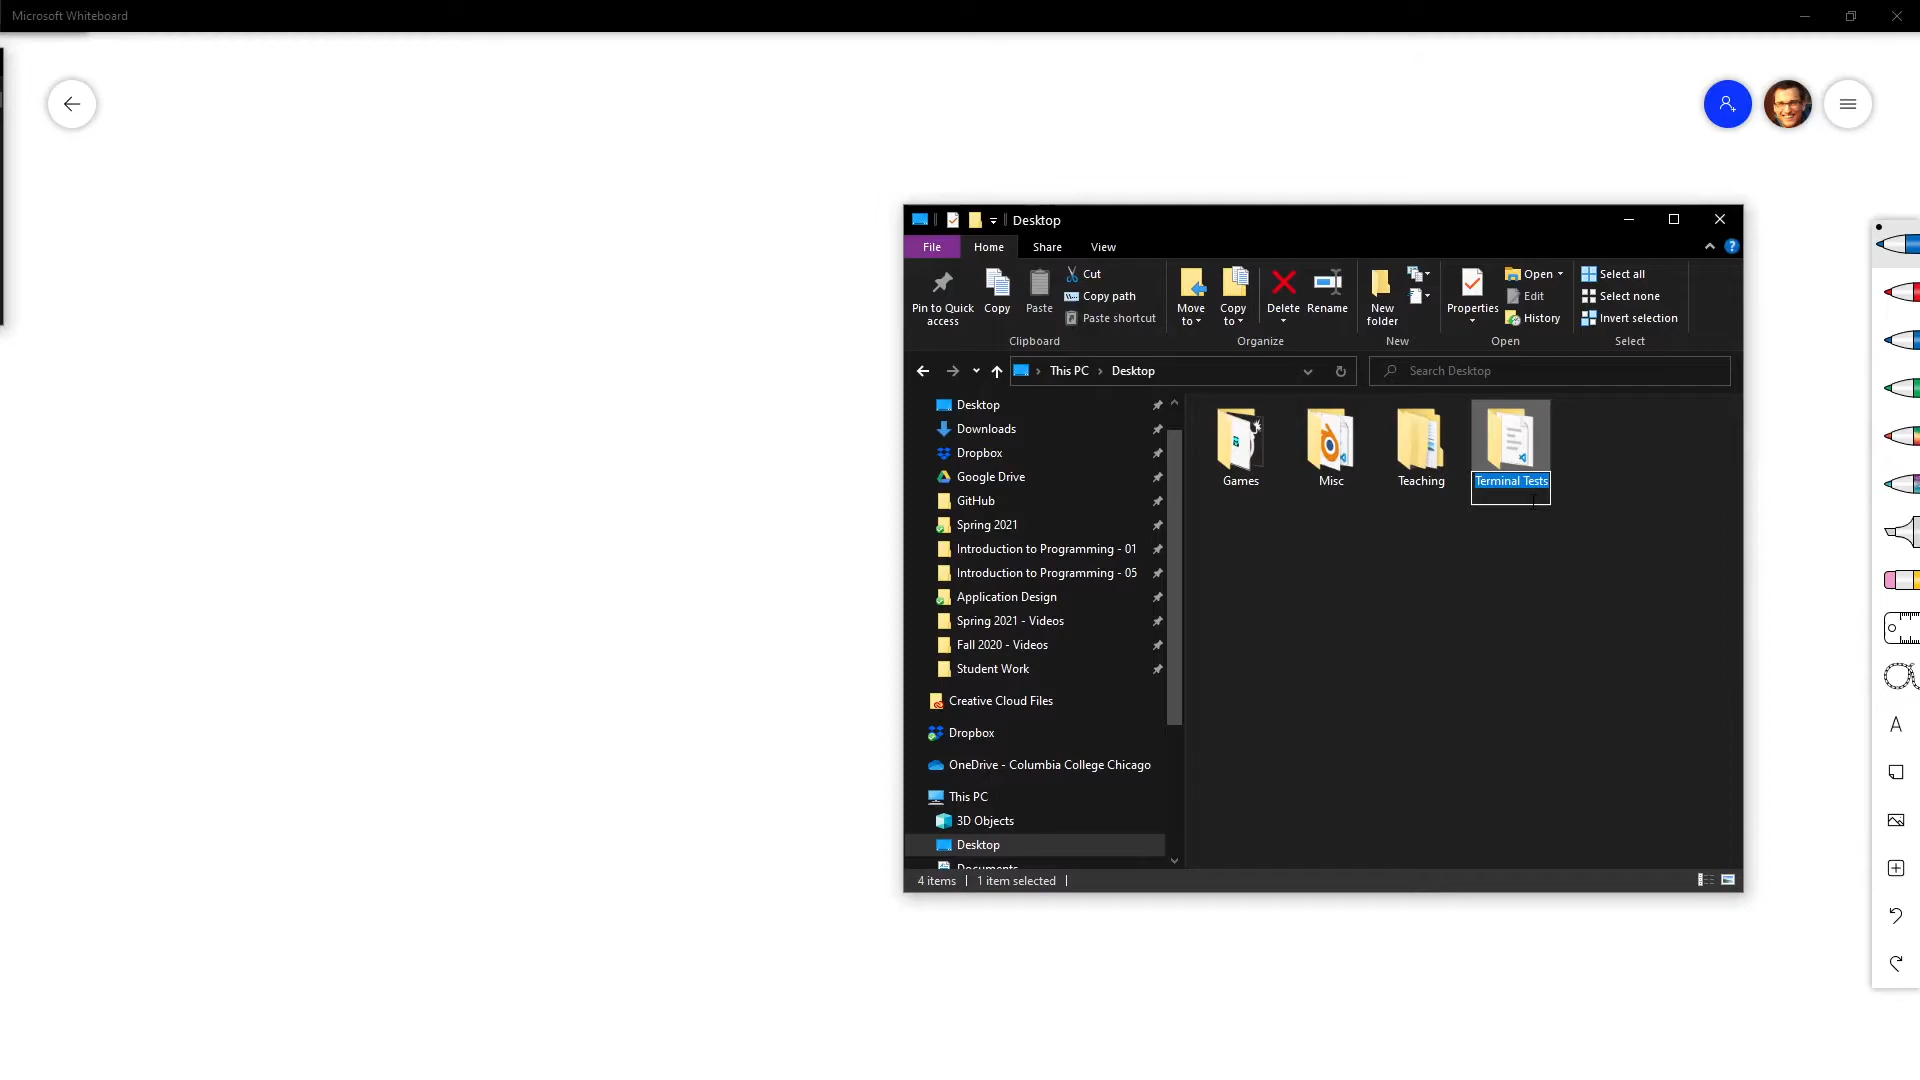 Microsoft Whiteboard
Desktop
File
Home
Share
View
Pin to Quick
access
Copy
Paste
Cut
Copy path
Paste shortcut
Clipboard
Move
to
Copy
to
Delete
Rename
Organize
New
folder
New
Properties
Open
Edit
History
Open
Select all
Select none
Invert selection
Select
This PC
Desktop
Search Desktop
Desktop
Downloads
Dropbox
Google Drive
GitHub
Spring 2021
Introduction to Programming - 01
Introduction to Programming - 05
Application Design
Spring 2021 - Videos
Fall 2020 - Videos
Student Work
Creative Cloud Files
Dropbox
OneDrive - Columbia College Chicago
This PC
3D Objects
Desktop
Documents
Games
Misc
Teaching
Terminal Tests
4 items
1 item selected